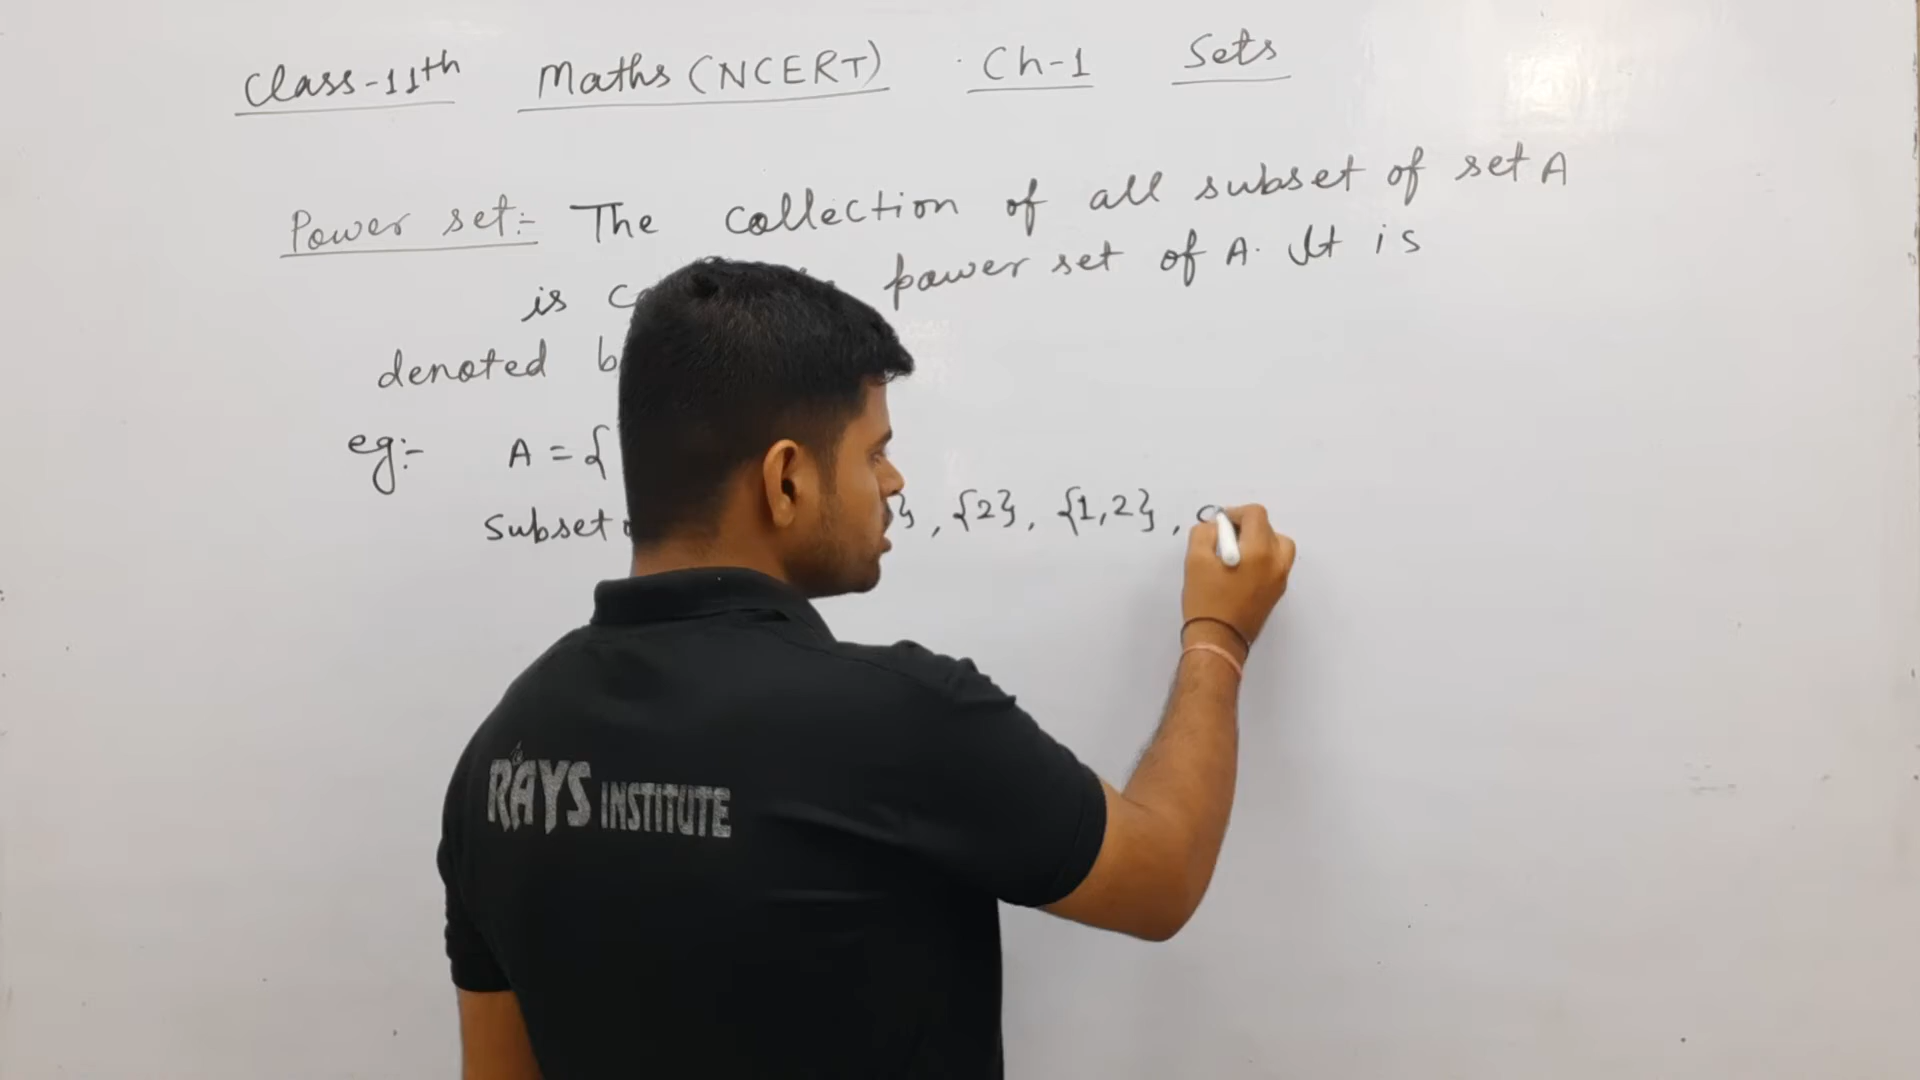 Class-11th Maths (NCERT) Ch-1 Sets
Power set:- The collection of all subset of set A
is power set of A. It is
denoted
eg:- A = {
Subset }, {2}, {1,2},
RAYS INSTITUTE